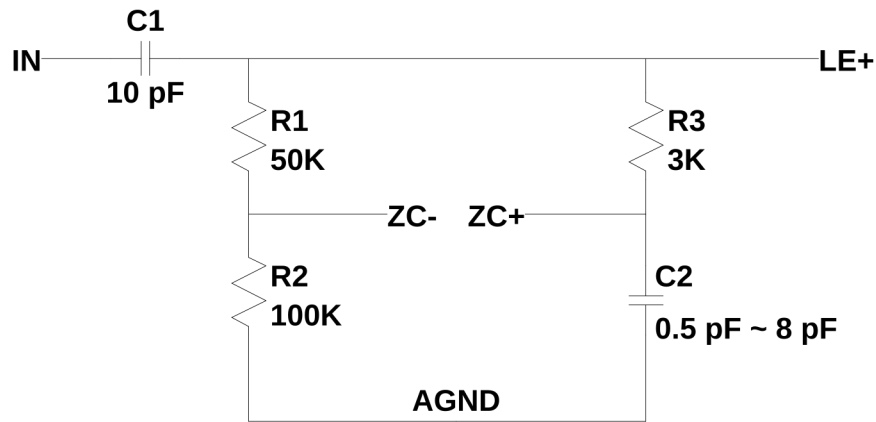 C1
IN
LE+
10 pF
R1
50K
R3
3K
ZC-
ZC+
R2
100K
C2
0.5 pF ~ 8 pF
AGND